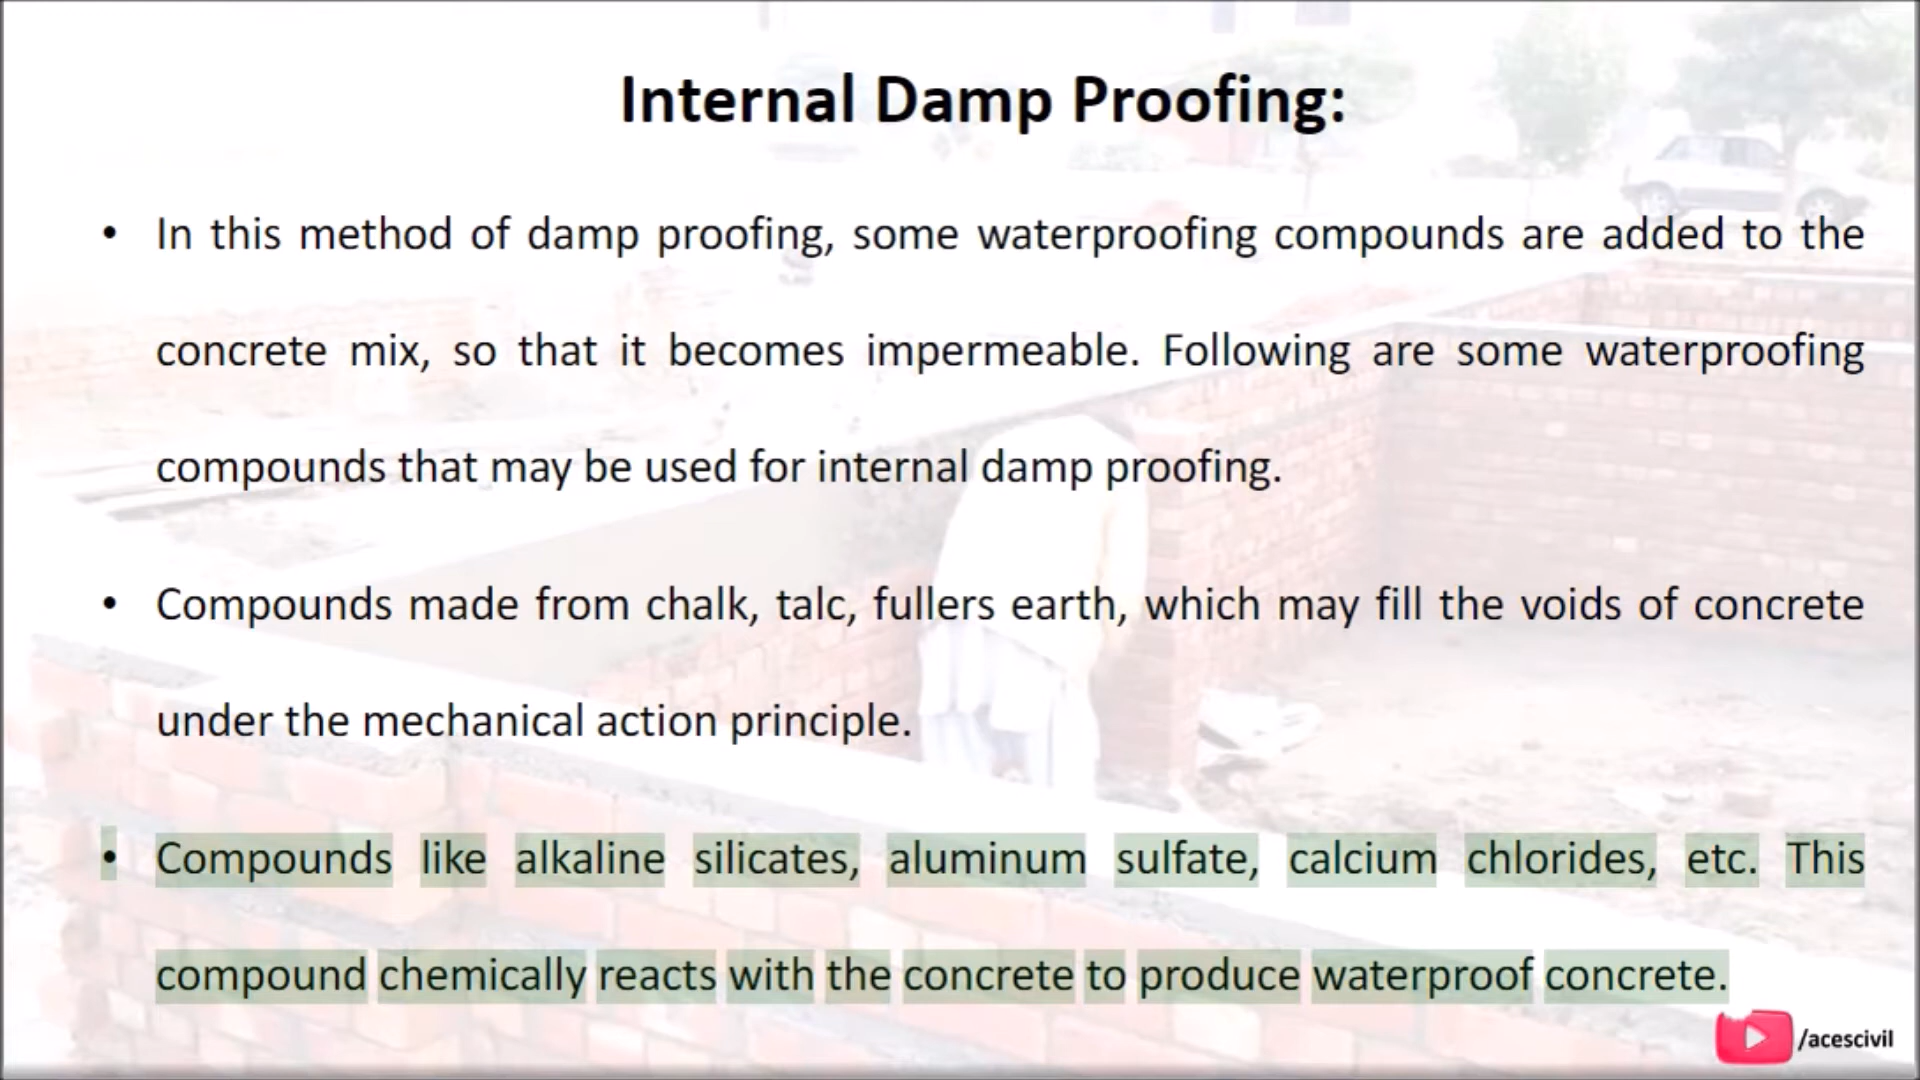 Internal Damp Proofing:
• In this method of damp proofing, some waterproofing compounds are added to the
concrete mix, so that it becomes impermeable. Following are some waterproofing
compounds that may be used for internal damp proofing.
• Compounds made from chalk, talc, fullers earth, which may fill the voids of concrete
under the mechanical action principle.
• Compounds like alkaline silicates, aluminum sulfate, calcium chlorides, etc. This
compound chemically reacts with the concrete to produce waterproof concrete.
/acescivil